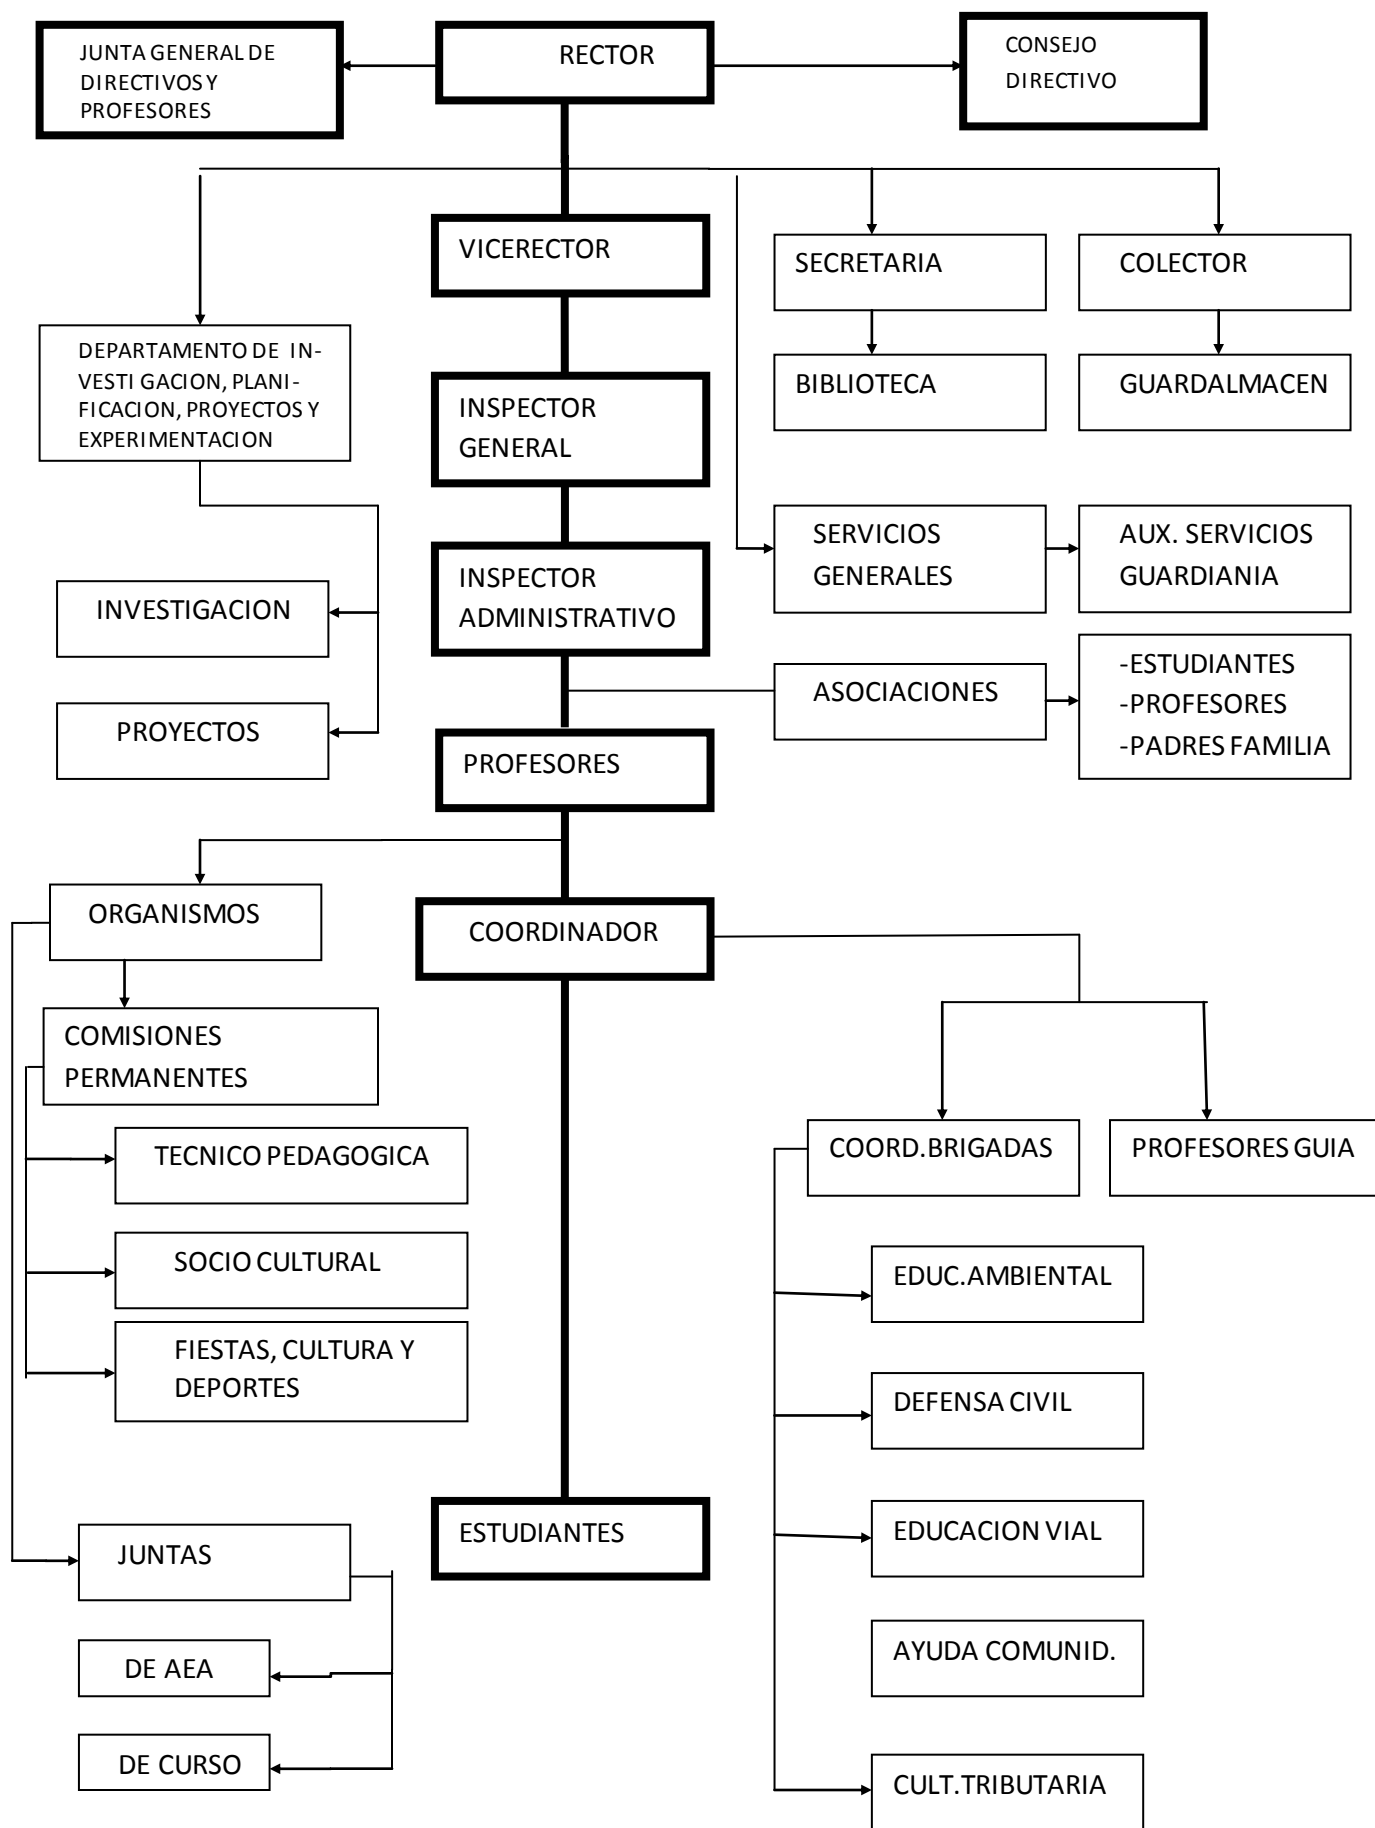 JUNTA GENERAL DE
DIRECTIVOS Y
PROFESORES
RECTOR
CONSEJO
DIRECTIVO
VICERECTOR
SECRETARIA
COLECTOR
DEPARTAMENTO DE IN-
VESTI GACION, PLANI-
FICACION, PROYECTOS Y
EXPERIMENTACION
INSPECTOR
GENERAL
BIBLIOTECA
GUARDALMACEN
INSPECTOR
ADMINISTRATIVO
SERVICIOS
GENERALES
AUX. SERVICIOS
GUARDIANIA
INVESTIGACION
PROYECTOS
ASOCIACIONES
-ESTUDIANTES
-PROFESORES
-PADRES FAMILIA
PROFESORES
ORGANISMOS
COORDINADOR
COMISIONES
PERMANENTES
TECNICO PEDAGOGICA
SOCIO CULTURAL
FIESTAS, CULTURA Y
DEPORTES
COORD.BRIGADAS
PROFESORES GUIA
EDUC.AMBIENTAL
DEFENSA CIVIL
EDUCACION VIAL
AYUDA COMUNID.
CULT.TRIBUTARIA
ESTUDIANTES
JUNTAS
DE AEA
DE CURSO